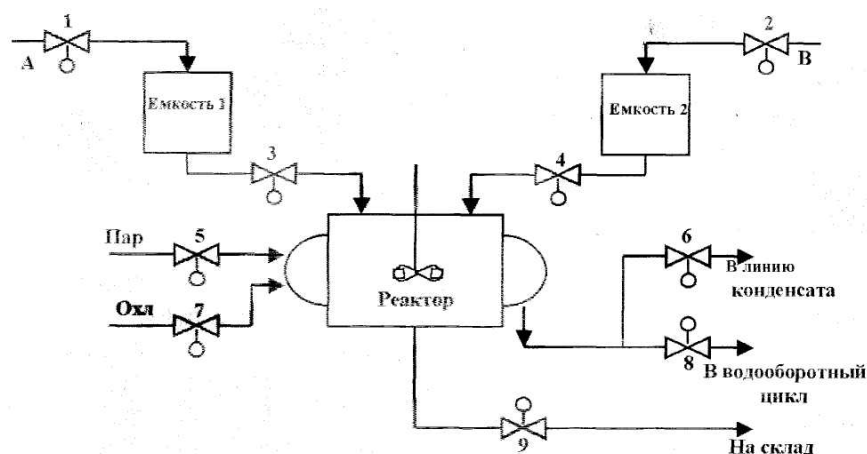 1
2
A
B
Емкость 1
Емкость 2
3
4
Пар
5
6
В линию
конденсата
Реактор
Охл
7
8
В водооборотный
цикл
9
На склад